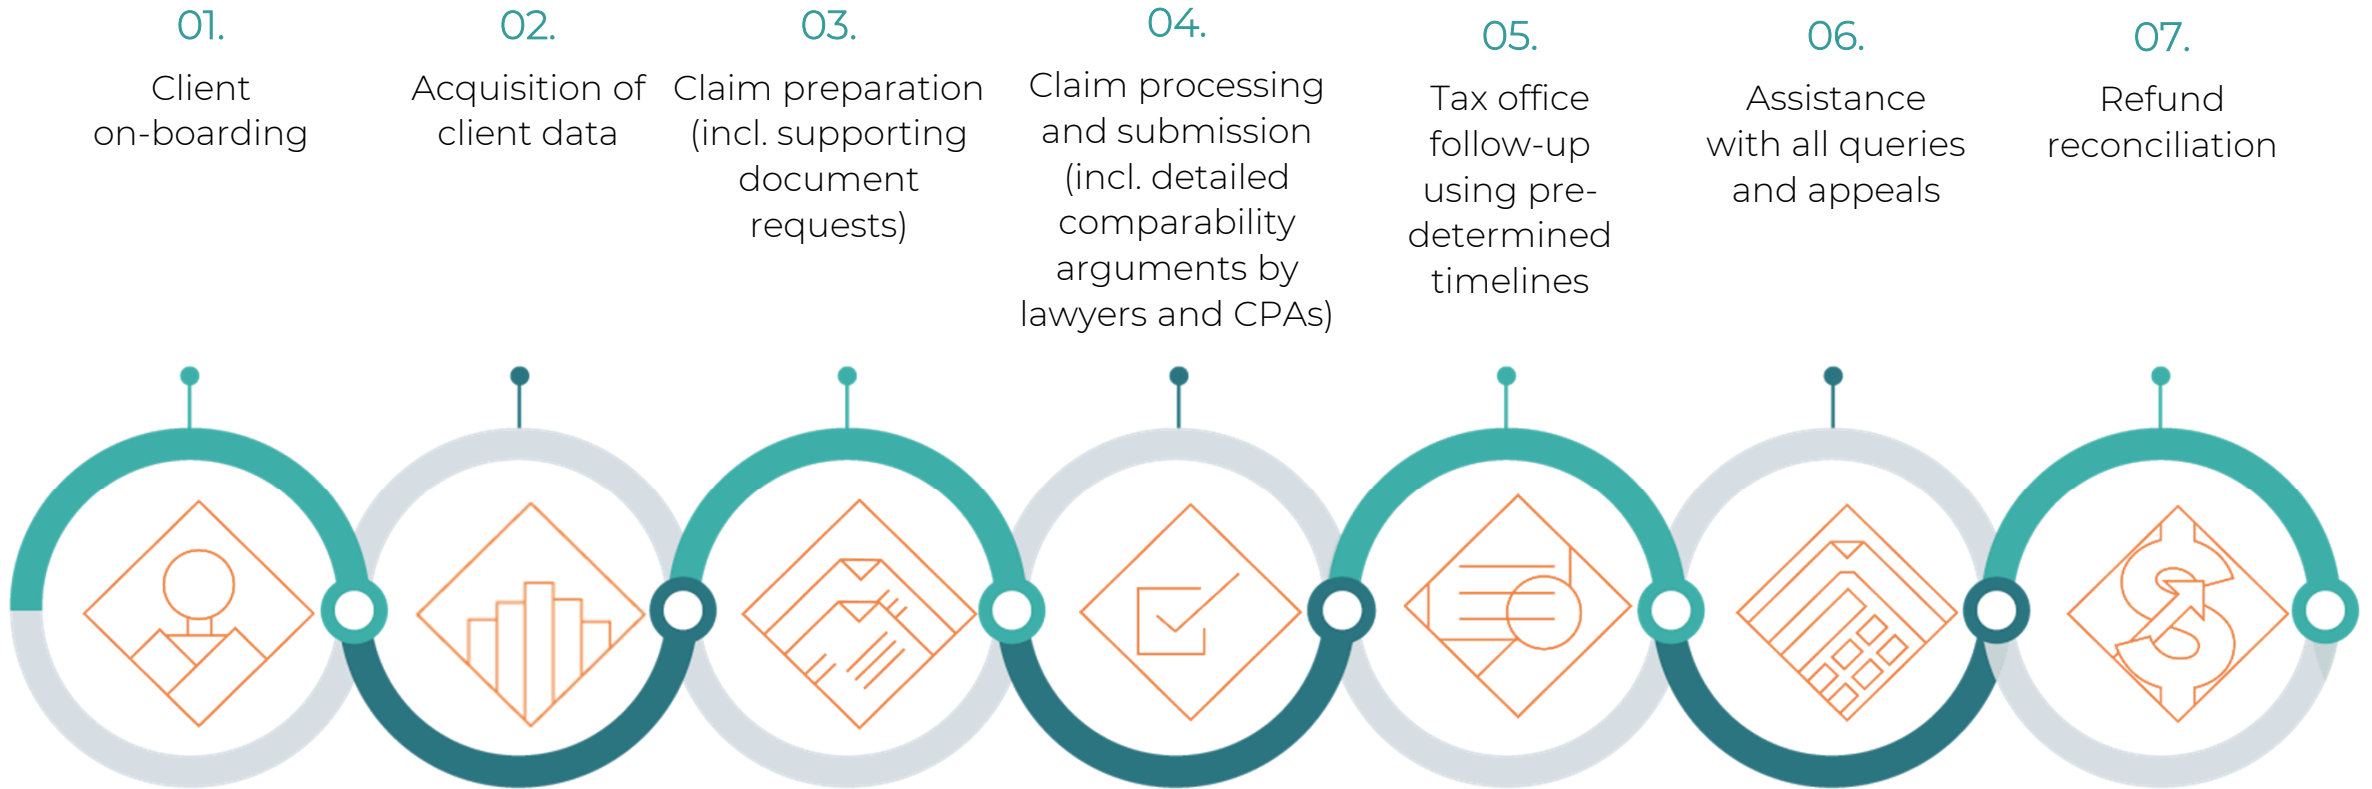 01.
Client
on-boarding
02.
Acquisition of
client data
03.
Claim preparation
(incl. supporting
document
requests)
04.
Claim processing
and submission
(incl. detailed
comparability
arguments by
lawyers and CPAs)
05.
Tax office
follow-up
using pre-
determined
timelines
06.
Assistance
with all queries
and appeals
07.
Refund
reconciliation